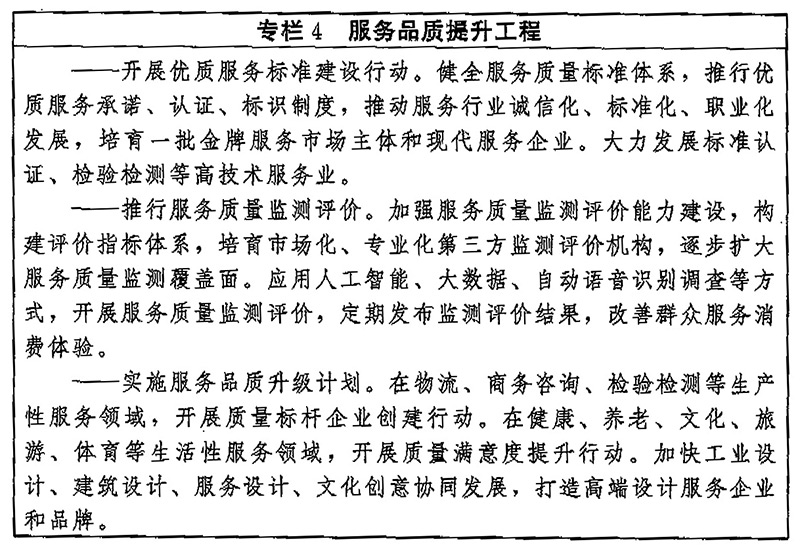 专栏4 服务品质提升工程
——开展优质服务标准建设行动。健全服务质量标准体系，推行优
质服务承诺、认证、标识制度，推动服务行业诚信化、标准化、职业化
发展，培育一批金牌服务市场主体和现代服务企业。大力发展标准认
证、检验检测等高技术服务业。
——推行服务质量监测评价。加强服务质量监测评价能力建设，构
建评价指标体系，培育市场化、专业化第三方监测评价机构，逐步扩大
服务质量监测覆盖面。应用人工智能、大数据、自动语音识别调查等方
式，开展服务质量监测评价，定期发布监测评价结果，改善群众服务消
费体验。
——实施服务品质升级计划。在物流、商务咨询、检验检测等生产
性服务领域，开展质量标杆企业创建行动。在健康、养老、文化、旅
游、体育等生活性服务领域，开展质量满意度提升行动。加快工业设
计、建筑设计、服务设计、文化创意协同发展，打造高端设计服务企业
和品牌。